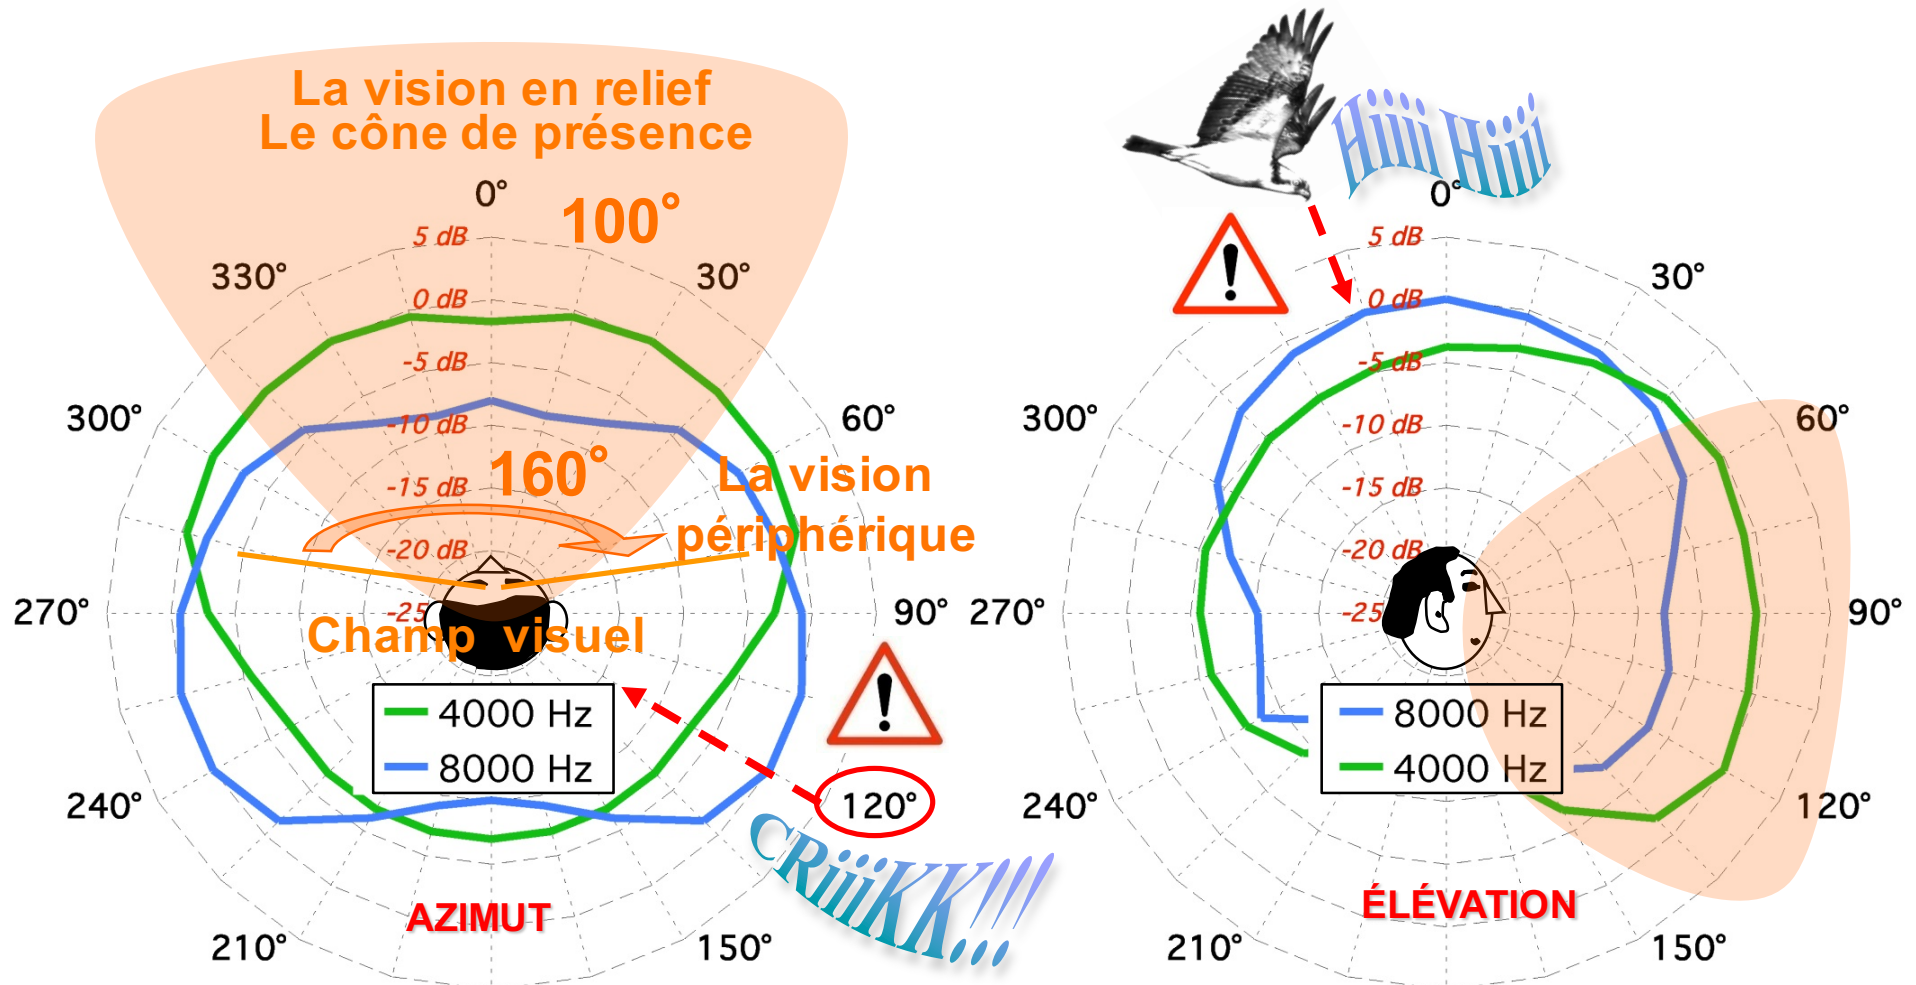 La vision en relief
Le cône de présence
0°
100°
5 dB
330°
30°
0 dB
-5 dB
300°
60°
-10 dB
160°
La vision
-15 dB
périphérique
-20 dB
270°
-25
90°
Champ visuel
4000 Hz
8000 Hz
240°
120°
CRiiiKK!!!...
AZIMUT
210°
150°
Hiiii Hiiii
0°
5 dB
30°
0 dB
-5 dB
300°
60°
-10 dB
-15 dB
-20 dB
270°
-25
90°
8000 Hz
4000 Hz
240°
120°
ÉLÉVATION
210°
150°